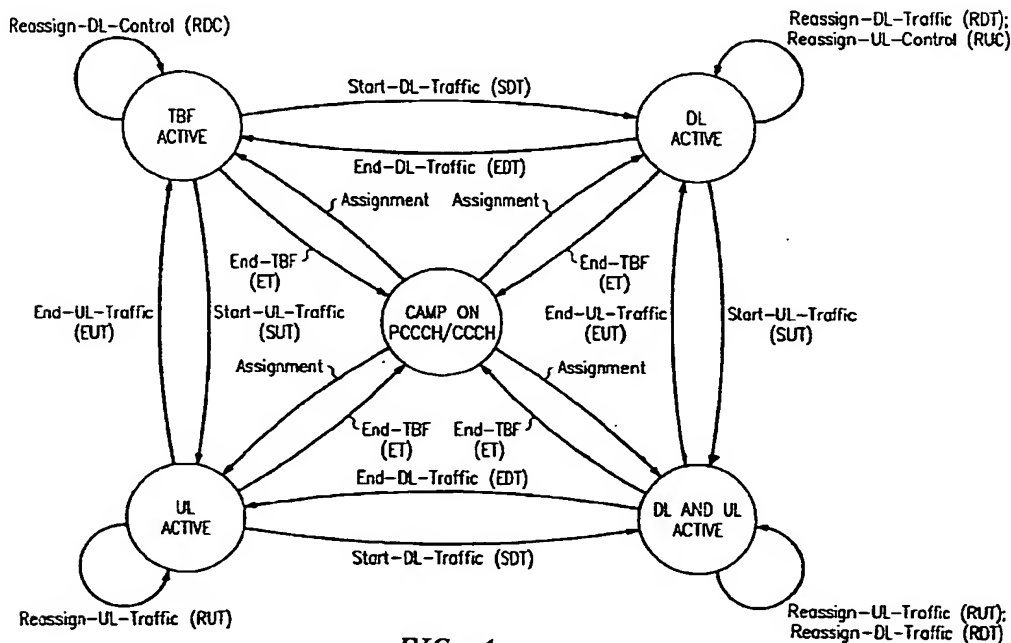 Reassign-DL-Control (RDC)
Reassign-DL-Traffic (RDT);
Reassign-UL-Control (RUC)
TBF
ACTIVE
Start-DL-Traffic (SDT)
DL
ACTIVE
End-DL-Traffic (EDT)
Assignment
Assignment
End-TBF
(ET)
End-TBF
(ET)
End-UL-Traffic
(EUT)
Start-UL-Traffic
(SUT)
CAMP ON
PCCCH/CCCH
End-UL-Traffic
(EUT)
Start-UL-Traffic
(SUT)
Assignment
Assignment
End-TBF
(ET)
End-TBF
(ET)
End-DL-Traffic (EDT)
UL
ACTIVE
DL AND UL
ACTIVE
Start-DL-Traffic (SDT)
Reassign-UL-Traffic (RUT)
Reassign-UL-Traffic (RUT);
Reassign-DL-Traffic (RDT)